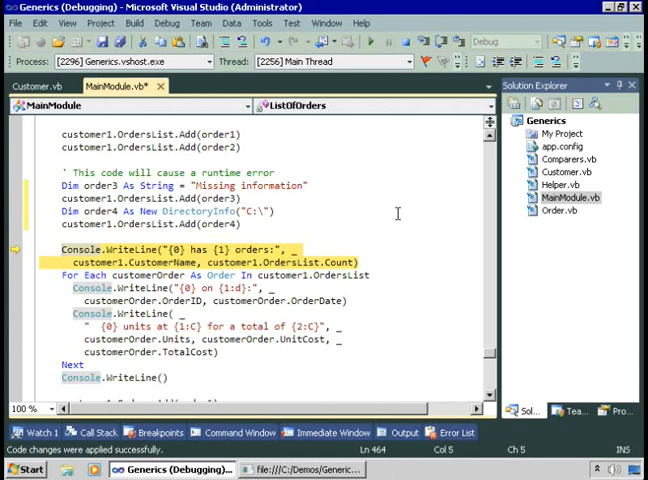 Generics (Debugging) - Microsoft Visual Studio (Administrator)
File Edit View Project Build Debug Team Data Tools Test Window Help
Debug
Process: [2296] Generics.vshost.exe Thread: [2256] Main Thread
Customer.vb MainModule.vb*
Solution Explorer
MainModule ListOfOrders
Generics
My Project
app.config
Comparers.vb
Customer.vb
Helper.vb
MainModule.vb
Order.vb
customer1.OrdersList.Add(order1)
customer1.OrdersList.Add(order2)
' This code will cause a runtime error
Dim order3 As String = "Missing information"
customer1.OrdersList.Add(order3)
Dim order4 As New DirectoryInfo("C:\")
customer1.OrdersList.Add(order4)
Console.WriteLine("{0} has {1} orders:", _
customer1.CustomerName, customer1.OrdersList.Count)
For Each customerOrder As Order In customer1.OrdersList
Console.WriteLine("{0} on {1:d}:", _
customerOrder.OrderID, customerOrder.OrderDate)
Console.WriteLine( _
"  {0} units at {1:C} for a total of {2:C}", _
customerOrder.Units, customerOrder.UnitCost, _
customerOrder.TotalCost)
Next
Console.WriteLine()
100 %
Sol... Tea... Pro...
Watch 1 Call Stack Breakpoints Command Window Immediate Window Output Error List
Code changes were applied successfully. Ln 464 Col 5 Ch 5 INS
Start Generics (Debugging)... file:///C:/Demos/Generic...